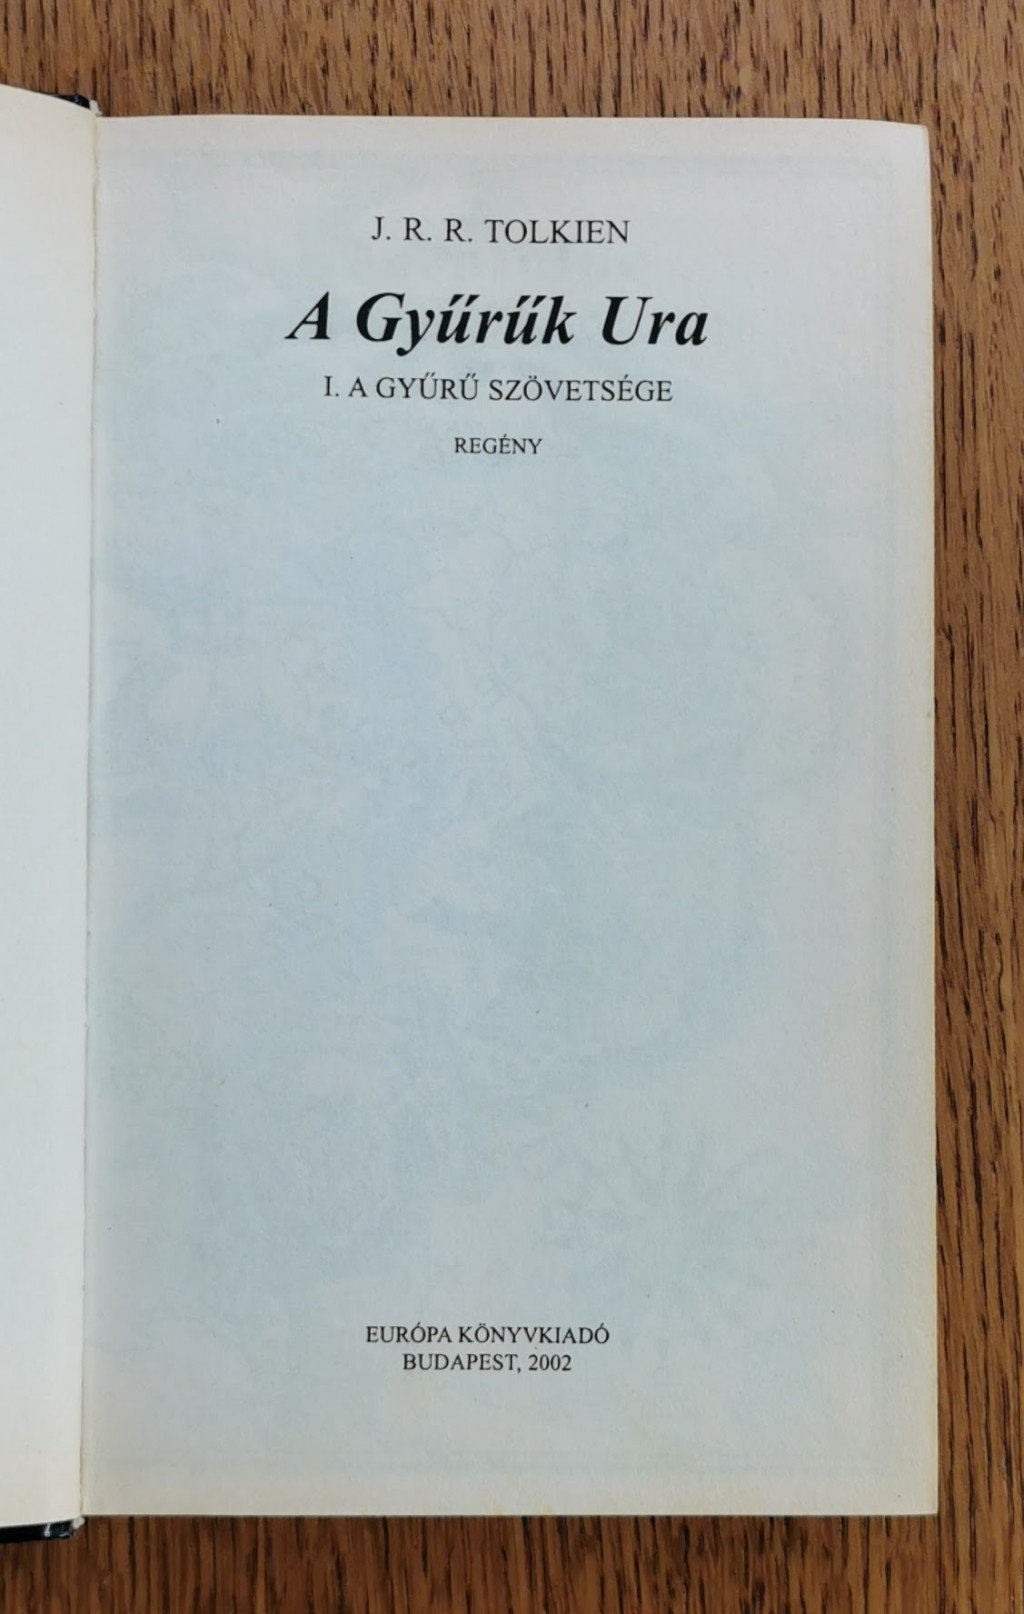 J. R. R. TOLKIEN
A Gyűrűk Ura
I. A GYŰRŰ SZÖVETSÉGE
REGÉNY
EURÓPA KÖNYVKIADÓ
BUDAPEST, 2002